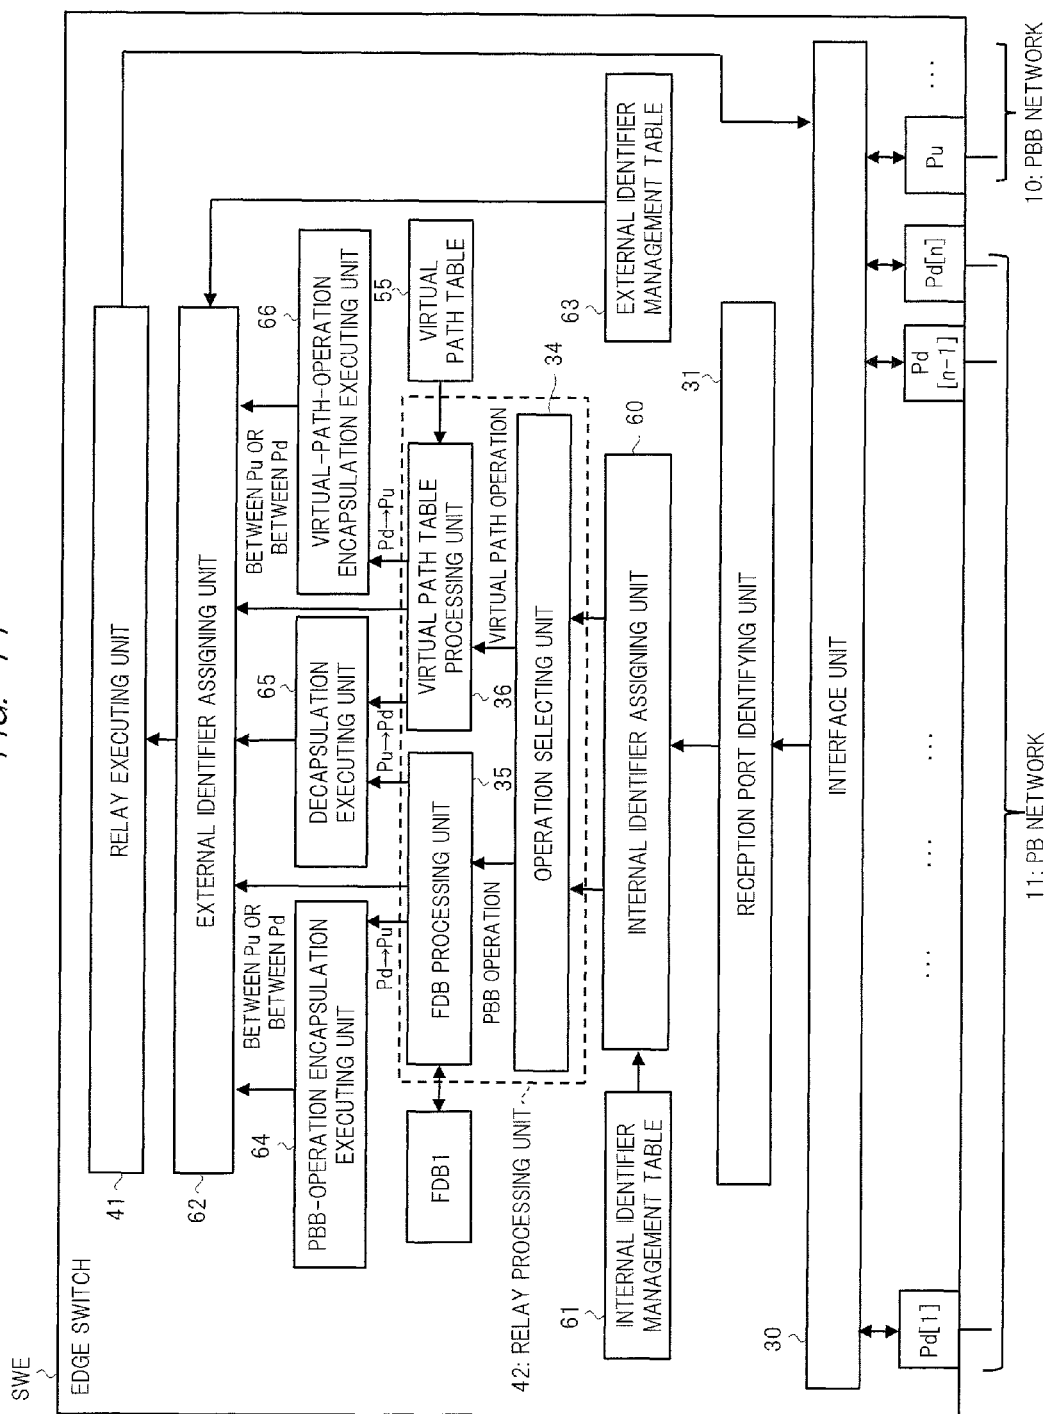 SWE
EDGE SWITCH
41
RELAY EXECUTING UNIT
62
EXTERNAL IDENTIFIER ASSIGNING UNIT
BETWEEN Pu OR
BETWEEN Pd
BETWEEN Pu OR
BETWEEN Pd
64
PBB-OPERATION ENCAPSULATION
EXECUTING UNIT
65
DECAPSULATION
EXECUTING UNIT
66
VIRTUAL-PATH-OPERATION
ENCAPSULATION EXECUTING UNIT
Pd→Pu
Pu→Pd
Pd→Pu
FDB1
FDB PROCESSING UNIT
35
VIRTUAL PATH TABLE
PROCESSING UNIT
36
55
VIRTUAL
PATH TABLE
PBB OPERATION
VIRTUAL PATH OPERATION
OPERATION SELECTING UNIT
34
42: RELAY PROCESSING UNIT
61
INTERNAL IDENTIFIER
MANAGEMENT TABLE
INTERNAL IDENTIFIER ASSIGNING UNIT
60
63
EXTERNAL IDENTIFIER
MANAGEMENT TABLE
RECEPTION PORT IDENTIFYING UNIT
31
30
INTERFACE UNIT
Pd[1]
...
...
...
...
Pd
[n-1]
Pd[n]
Pu
...
11: PB NETWORK
10: PBB NETWORK